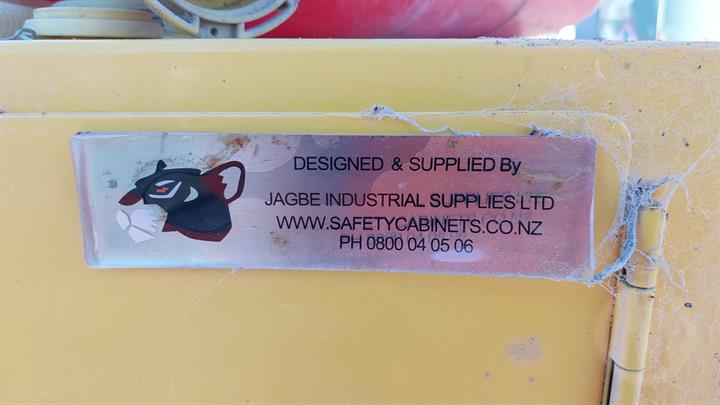 DESIGNED & SUPPLIED By
JAGBE INDUSTRIAL SUPPLIES LTD
WWW.SAFETYCABINETS.CO.NZ
PH 0800 04 05 06